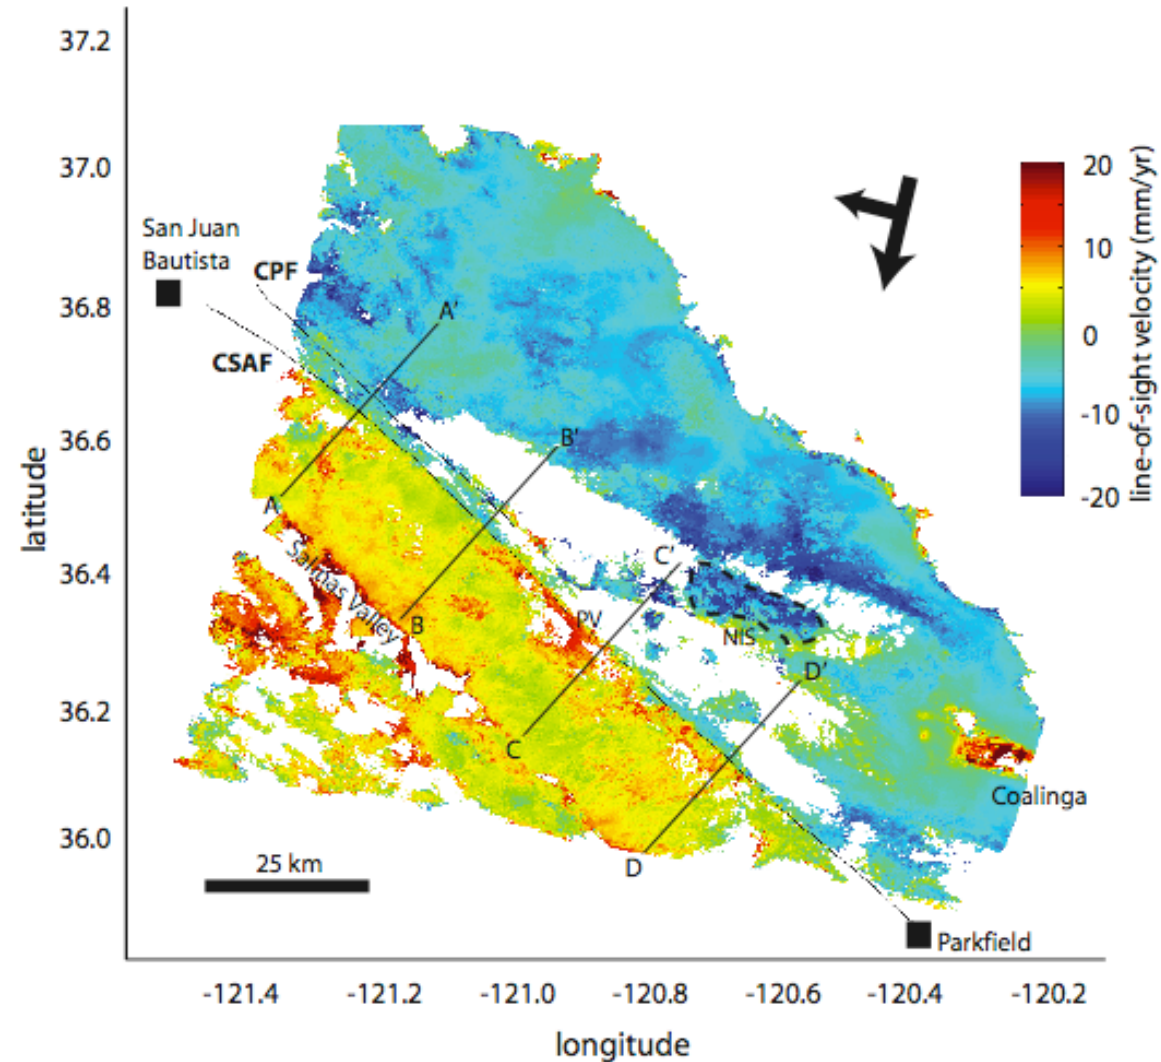 37.2
37.0
36.8
36.6
36.4
36.2
36.0
latitude
San Juan
Bautista
CPF
CSAF
A'
A
B'
B
Salinas Valley
C'
C
PV
NIS
D'
D
Coalinga
Parkfield
25 km
20
10
0
-10
-20
line-of-sight velocity (mm/yr)
-121.4 -121.2 -121.0 -120.8 -120.6 -120.4 -120.2
longitude